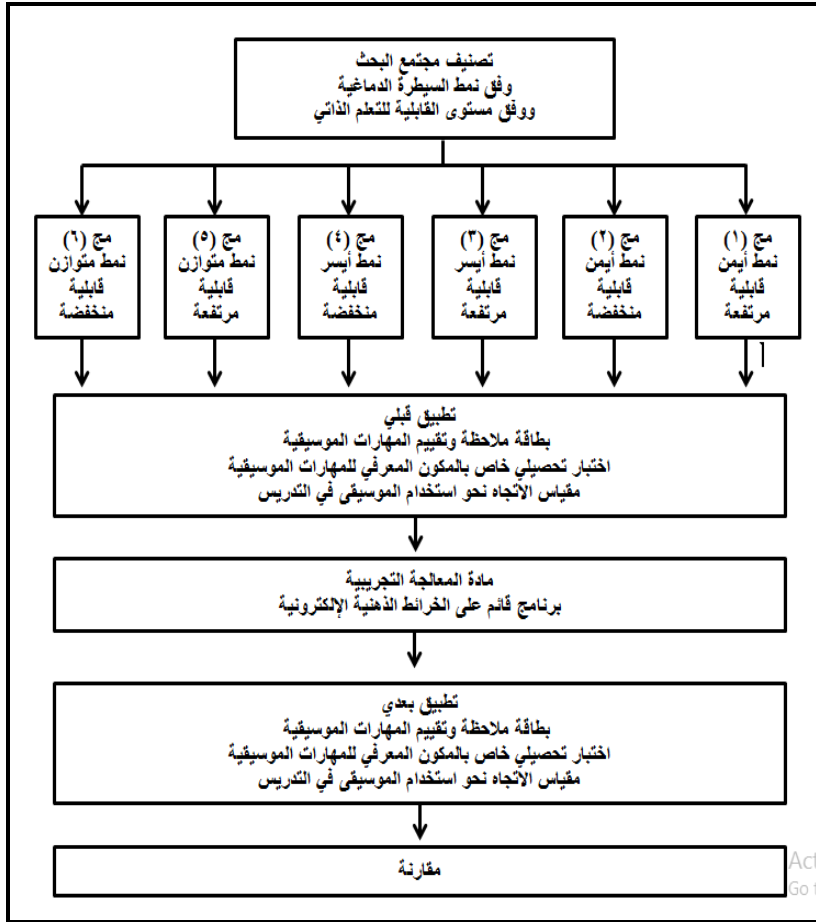 تصنيف مجتمع البحث
وفق نمط السيطرة الدماغية
ووفق مستوى القابلية للتعلم الذاتي
مج (١)
نمط أيمن
قابلية
مرتفعة
مج (٢)
نمط أيمن
قابلية
منخفضة
مج (٣)
نمط أيسر
قابلية
مرتفعة
مج (٤)
نمط أيسر
قابلية
منخفضة
مج (٥)
نمط متوازن
قابلية
مرتفعة
مج (٦)
نمط متوازن
قابلية
منخفضة
تطبيق قبلي
بطاقة ملاحظة وتقييم المهارات الموسيقية
اختبار تحصيلي خاص بالمكون المعرفي للمهارات الموسيقية
مقياس الاتجاه نحو استخدام الموسيقى في التدريس
مادة المعالجة التجريبية
برنامج قائم على الخرائط الذهنية الإلكترونية
تطبيق بعدي
بطاقة ملاحظة وتقييم المهارات الموسيقية
اختبار تحصيلي خاص بالمكون المعرفي للمهارات الموسيقية
مقياس الاتجاه نحو استخدام الموسيقى في التدريس
مقارنة
Act
Go t